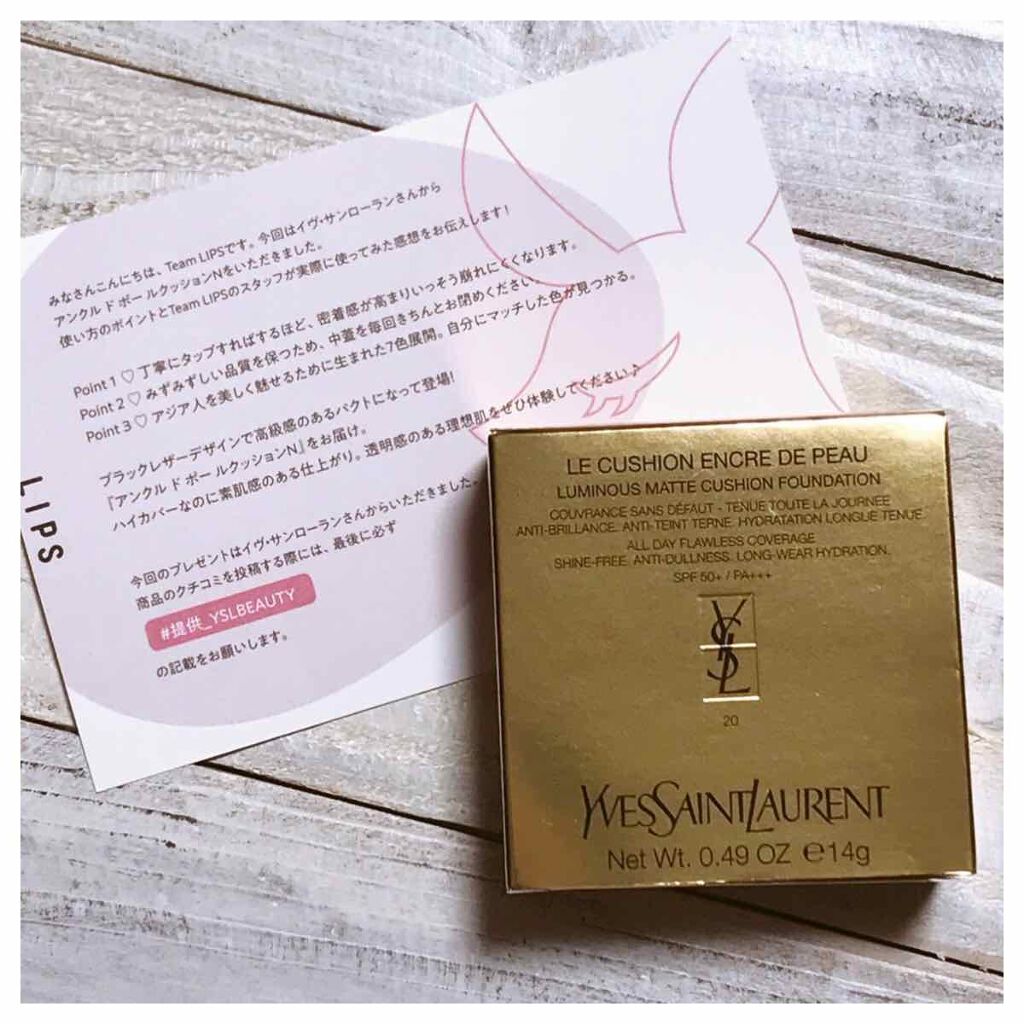 みなさんこんにちは、Team LIPSです。今回はイヴ・サンローランさんから
アンクル ド ポー ルクッションNをいただきました。
使い方のポイントとTeam LIPSのスタッフが実際に使ってみた感想をお伝えします!
Point 1 ♡ 丁寧にタップすればするほど、密着感が高まりいっそう崩れにくくなります。
Point 2 ♡ みずみずしい品質を保つため、中蓋を毎回きちんとお閉めください
Point 3 ♡ アジア人を美しく魅せるために生まれた7色展開。自分にマッチした色が見つかる。
ブラックレザーデザインで高級感のあるパクトになって登場!
『アンクル ド ポー ルクッションN』をお届け。
ハイカバーなのに素肌感のある仕上がり。透明感のある理想肌をぜひ体験してください♪
今回のプレゼントはイヴ・サンローランさんからいただきました。
商品のクチコミを投稿する際には、最後に必ず
#提供_YSLBEAUTY
の記載をお願いします。
LIPS
LE CUSHION ENCRE DE PEAU
LUMINOUS MATTE CUSHION FOUNDATION
COUVRANCE SANS DÉFAUT - TENUE TOUTE LA JOURNÉE
ANTI-BRILLANCE. ANTI-TEINT TERNE. HYDRATATION LONGUE TENUE
ALL DAY FLAWLESS COVERAGE
SHINE-FREE. ANTI-DULLNESS. LONG-WEAR HYDRATION.
SPF 50+ / PA+++
YSL
20
YVESSAINTLAURENT
Net Wt. 0.49 OZ ℮14g